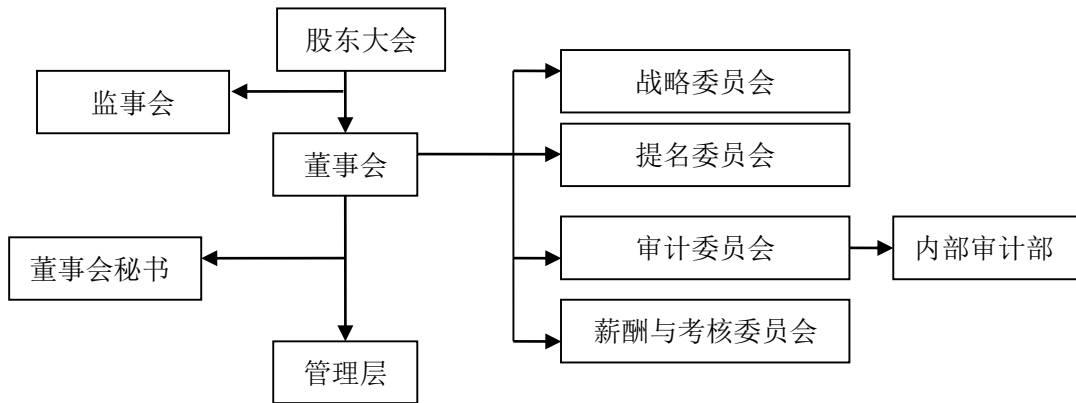 股东大会
战略委员会
监事会
提名委员会
董事会
审计委员会
内部审计部
董事会秘书
薪酬与考核委员会
管理层